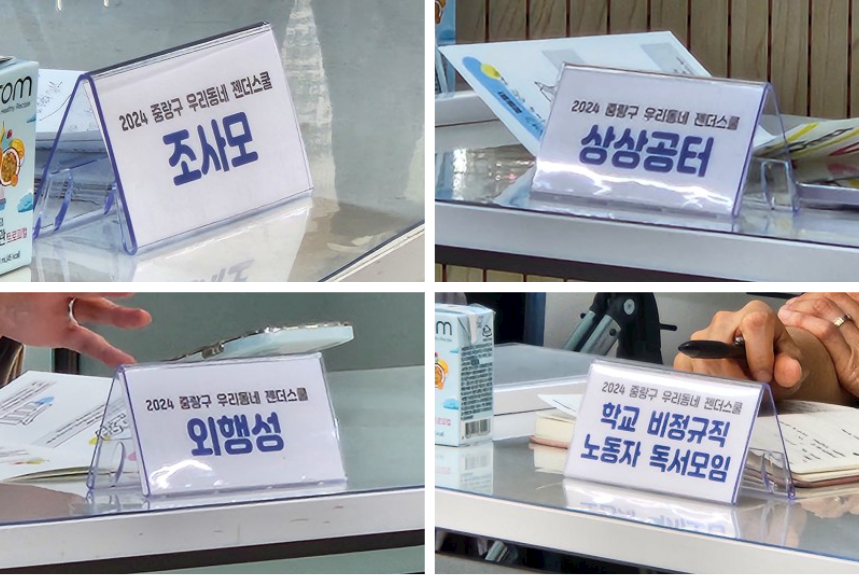 2024 중랑구 우리동네 젠더스쿨
조사모
2024 중랑구 우리동네 젠더스쿨
상상공터
2024 중랑구 우리동네 젠더스쿨
외행성
2024 중랑구 우리동네 젠더스쿨
학교 비정규직
노동자 독서모임